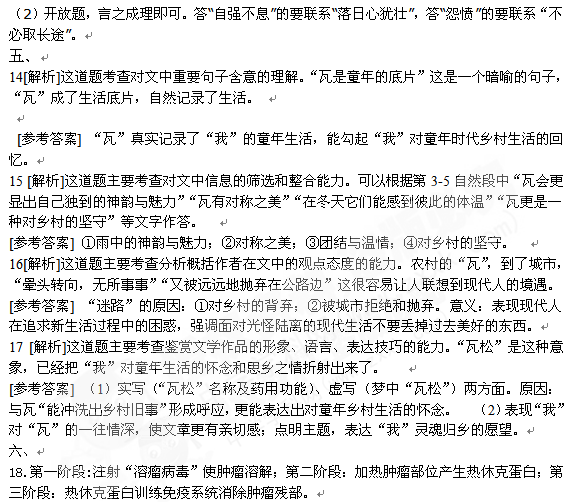 （2）开放题，言之成理即可。答“自强不息”的要联系“落日心犹壮”，答“怨愤”的要联系“不
必取长途”。
五、
14[解析]这道题考查对文中重要句子含意的理解。“瓦是童年的底片”这是一个暗喻的句子，
“瓦”成了生活底片，自然记录了生活。
[参考答案] “瓦”真实记录了“我”的童年生活，能勾起“我”对童年时代乡村生活的回
忆。
15 [解析]这道题主要考查对文中信息的筛选和整合能力。可以根据第 3-5 自然段中“瓦会更
显出自己独到的神韵与魅力”“瓦有对称之美”“在冬天它们能感到彼此的体温”“瓦更是一
种对乡村的坚守”等文字作答。
[参考答案] ①雨中的神韵与魅力；②对称之美；③团结与温情；④对乡村的坚守。
16[解析]这道题主要考查分析概括作者在文中的观点态度的能力。农村的“瓦”，到了城市，
“晕头转向，无所事事”“又被远远地抛弃在公路边”这很容易让人联想到现代人的境遇。
[参考答案] “迷路”的原因：①对乡村的背弃；②被城市拒绝和抛弃。意义：表现现代人
在追求新生活过程中的困惑，强调面对光怪陆离的现代生活不要丢掉过去美好的东西。
17 [解析]这道题主要考查鉴赏文学作品的形象、语言、表达技巧的能力。“瓦松”是这种意
象，已经把“我”对童年生活的怀念和思乡之情折射出来了。
[参考答案] （1）实写（“瓦松”名称及药用功能）、虚写（梦中“瓦松”）两方面。原因：
与瓦“能冲洗出乡村旧事”形成呼应，更能表达出对童年乡村生活的怀念。 （2）表现“我”
对“瓦”的一往情深，使文章更有亲切感；点明主题，表达“我”灵魂归乡的愿望。
六、
18.第一阶段:注射“溶瘤病毒”使肿瘤溶解；第二阶段：加热肿瘤部位产生热休克蛋白；第
三阶段：热休克蛋白训练免疫系统消除肿瘤残部。